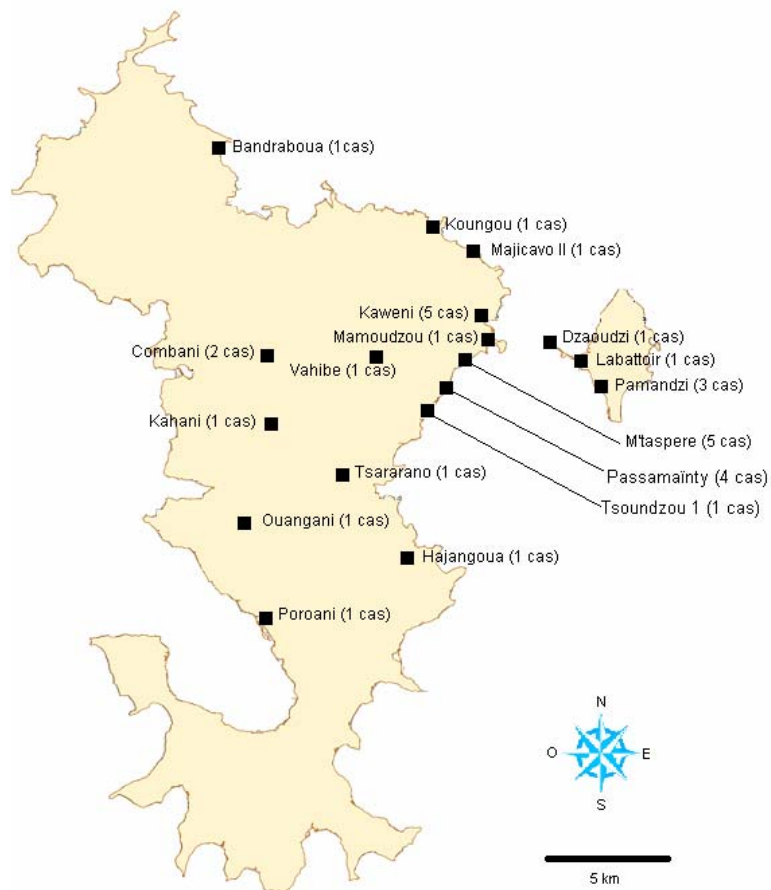 Bandraboua (1cas)
Koungou (1 cas)
Majicavo II (1 cas)
Kaweni (5 cas)
Mamoudzou (1 cas)
Dzaoudzi (1 cas)
Combani (2 cas)
Vahibe (1 cas)
Labattoir (1 cas)
Pamandzi (3 cas)
Kahani (1 cas)
M'taspere (5 cas)
Tsararano (1 cas)
Passamaïnty (4 cas)
Tsoundzou 1 (1 cas)
Ouangani (1 cas)
Hajangoua (1 cas)
Poroani (1 cas)
N
O
E
S
5 km